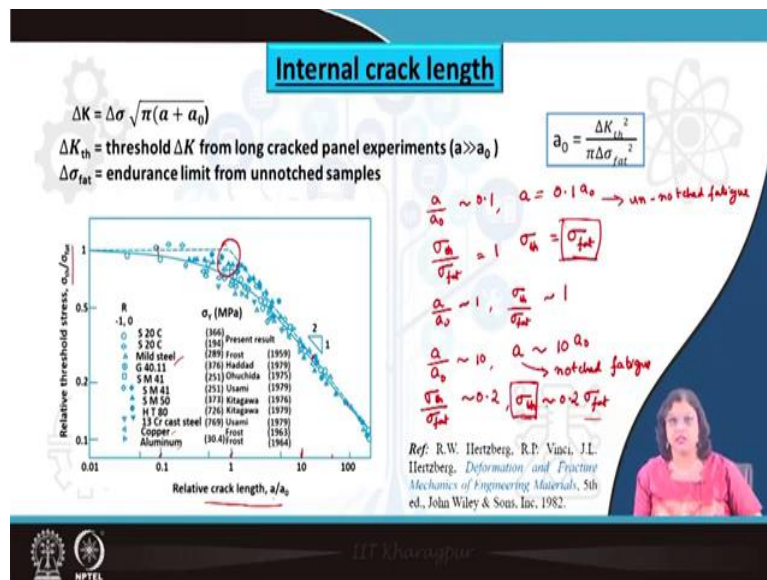 Internal crack length
ΔK = Δσ √π(a + a₀)
ΔKth = threshold ΔK from long cracked panel experiments (a≫a₀ )
Δσfat = endurance limit from unnotched samples
a₀ = ΔKth² / πΔσfat²
a/a₀ ~ 0.1, a = 0.1 a₀ → un-notched fatigue
σth/σfat = 1 σth = σfat
a/a₀ ~ 1, σth/σfat ~ 1
a/a₀ ~ 10, a ~ 10 a₀
→ notched fatigue
σth/σfat ~ 0.2, σth ~ 0.2 σfat
Relative threshold stress, σth/σfat
1
0.5
0.2
0.1
R
-1, 0
σY (MPa)
S 20 C (366)
S 20 C (194) Present result
Mild steel (289) Frost (1959)
G 40.11 (376) Haddad (1979)
S M 41 (251) Ohuchida (1975)
S M 41 (251) Usami (1979)
S M 50 (373) Kitagawa (1976)
H T 80 (726) Kitagawa (1979)
13 Cr cast steel (769) Usami (1979)
Copper Frost (1963)
Aluminum (30.4) Frost (1964)
2
1
0.01 0.1 1 10 100
Relative crack length, a/a₀
Ref: R.W. Hertzberg, R.P. Vinci, J.L.
Hertzberg, Deformation and Fracture
Mechanics of Engineering Materials, 5th
ed., John Wiley & Sons, Inc, 1982.
IIT Kharagpur
NPTEL